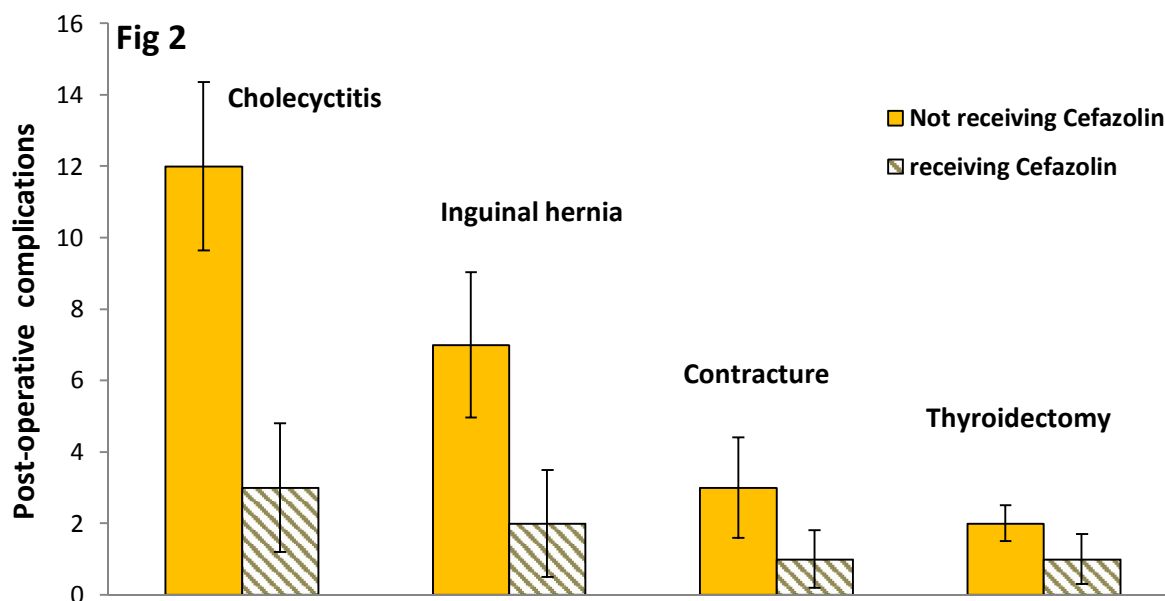 Fig 2
Post-operative complications
16
14
12
10
8
6
4
2
0
Cholecyctitis
Inguinal hernia
Contracture
Thyroidectomy
Not receiving Cefazolin
receiving Cefazolin